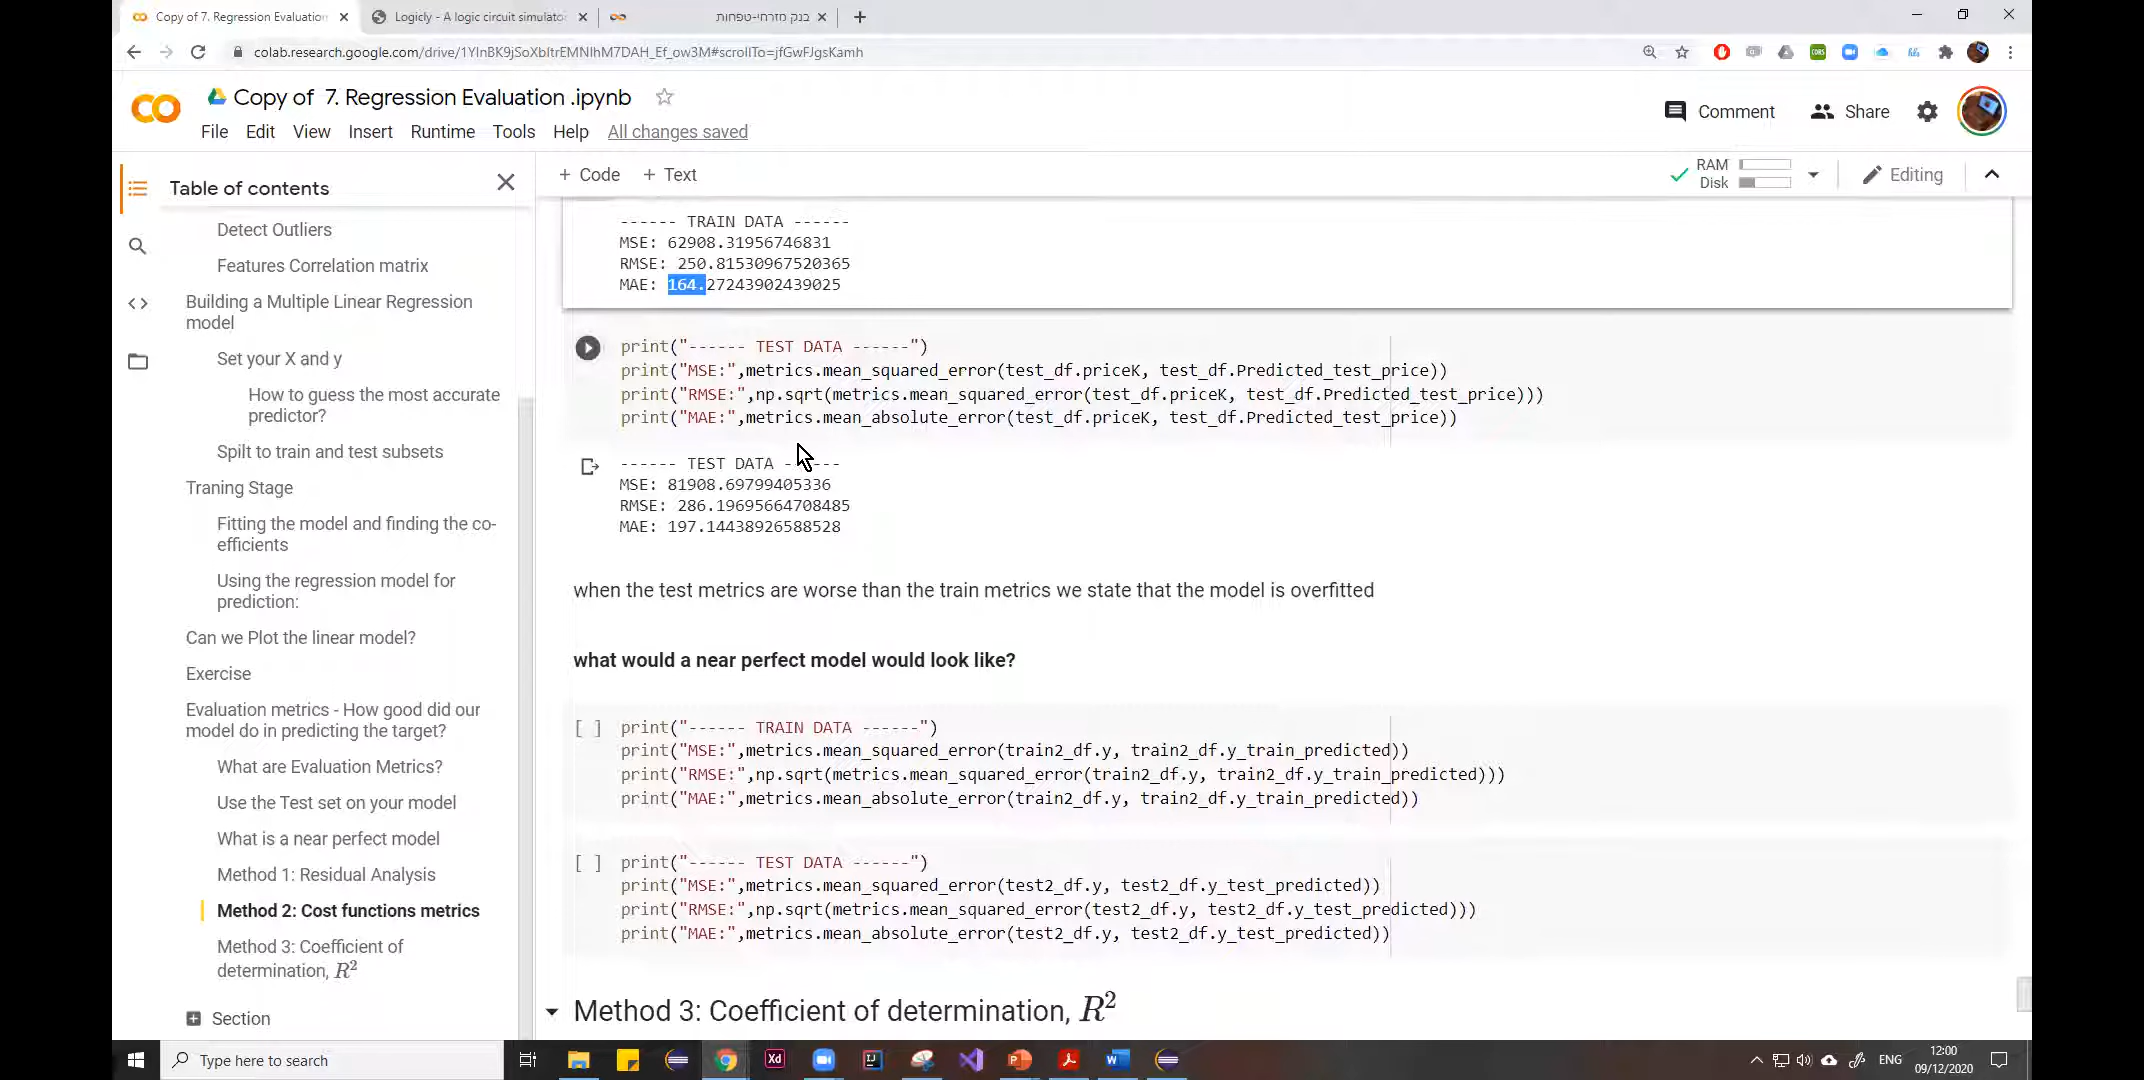 Copy of 7. Regression Evaluation
Logicly - A logic circuit simulato
בנק מזרחי-טפחות
colab.research.google.com/drive/1YInBK9jSoXbltrEMNlhM7DAH_Ef_ow3M#scrollTo=jfGwFJgsKamh
Copy of 7. Regression Evaluation .ipynb
Comment
Share
File Edit View Insert Runtime Tools Help All changes saved
Table of contents
+ Code + Text
RAM
Disk
Editing
Detect Outliers
Features Correlation matrix
Building a Multiple Linear Regression
model
Set your X and y
How to guess the most accurate
predictor?
Spilt to train and test subsets
Traning Stage
Fitting the model and finding the co-
efficients
Using the regression model for
prediction:
Can we Plot the linear model?
Exercise
Evaluation metrics - How good did our
model do in predicting the target?
What are Evaluation Metrics?
Use the Test set on your model
What is a near perfect model
Method 1: Residual Analysis
Method 2: Cost functions metrics
Method 3: Coefficient of
determination, R²
Section
------ TRAIN DATA ------
MSE: 62908.31956746831
RMSE: 250.81530967520365
MAE: 164.27243902439025
print("------ TEST DATA ------")
print("MSE:",metrics.mean_squared_error(test_df.priceK, test_df.Predicted_test_price))
print("RMSE:",np.sqrt(metrics.mean_squared_error(test_df.priceK, test_df.Predicted_test_price)))
print("MAE:",metrics.mean_absolute_error(test_df.priceK, test_df.Predicted_test_price))
------ TEST DATA ------
MSE: 81908.69799405336
RMSE: 286.19695664708485
MAE: 197.14438926588528
when the test metrics are worse than the train metrics we state that the model is overfitted
what would a near perfect model would look like?
[ ] print("------ TRAIN DATA ------")
print("MSE:",metrics.mean_squared_error(train2_df.y, train2_df.y_train_predicted))
print("RMSE:",np.sqrt(metrics.mean_squared_error(train2_df.y, train2_df.y_train_predicted)))
print("MAE:",metrics.mean_absolute_error(train2_df.y, train2_df.y_train_predicted))
[ ] print("------ TEST DATA ------")
print("MSE:",metrics.mean_squared_error(test2_df.y, test2_df.y_test_predicted))
print("RMSE:",np.sqrt(metrics.mean_squared_error(test2_df.y, test2_df.y_test_predicted)))
print("MAE:",metrics.mean_absolute_error(test2_df.y, test2_df.y_test_predicted))
Method 3: Coefficient of determination, R²
Type here to search
Xd
ENG
12:00
09/12/2020